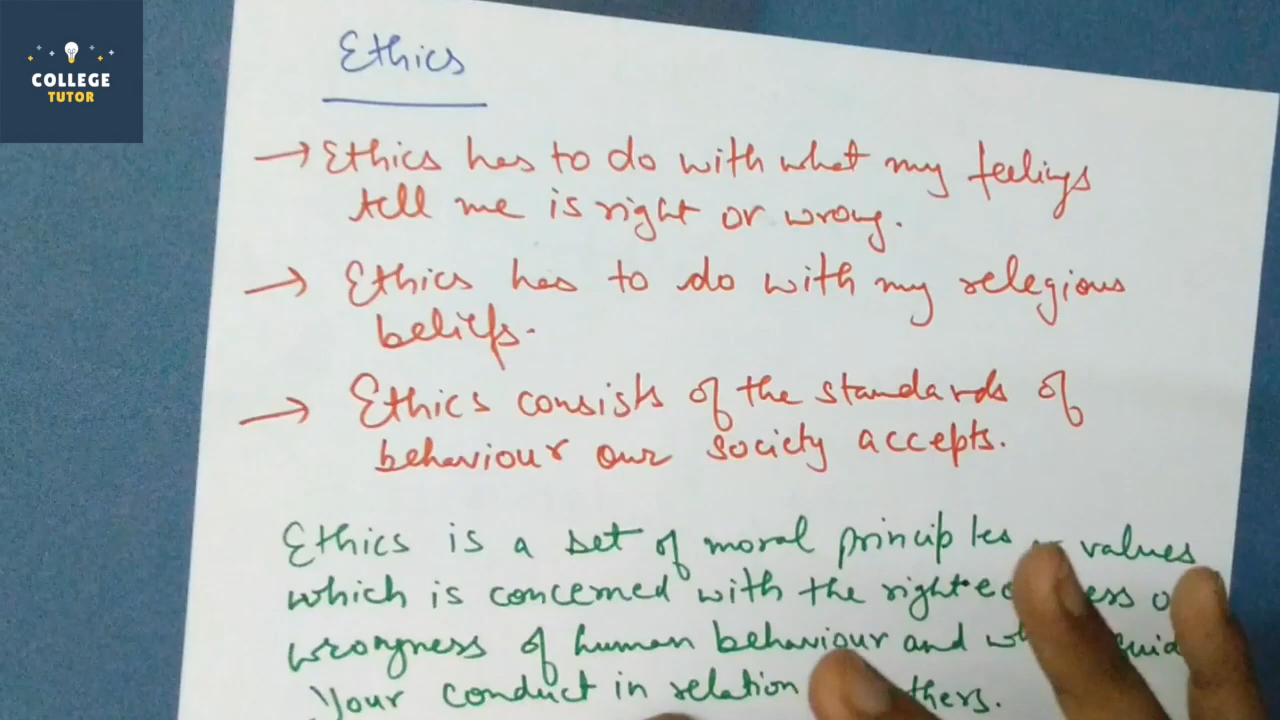 COLLEGE
TUTOR
Ethics
→ Ethics has to do with what my feelings
tell me is right or wrong.
→ Ethics has to do with my relegious
beliefs.
→ Ethics consists of the standards of
behaviour our society accepts.
Ethics is a set of moral principles values
which is concerned with the
wrongness of human behaviour and
Your conduct in relation